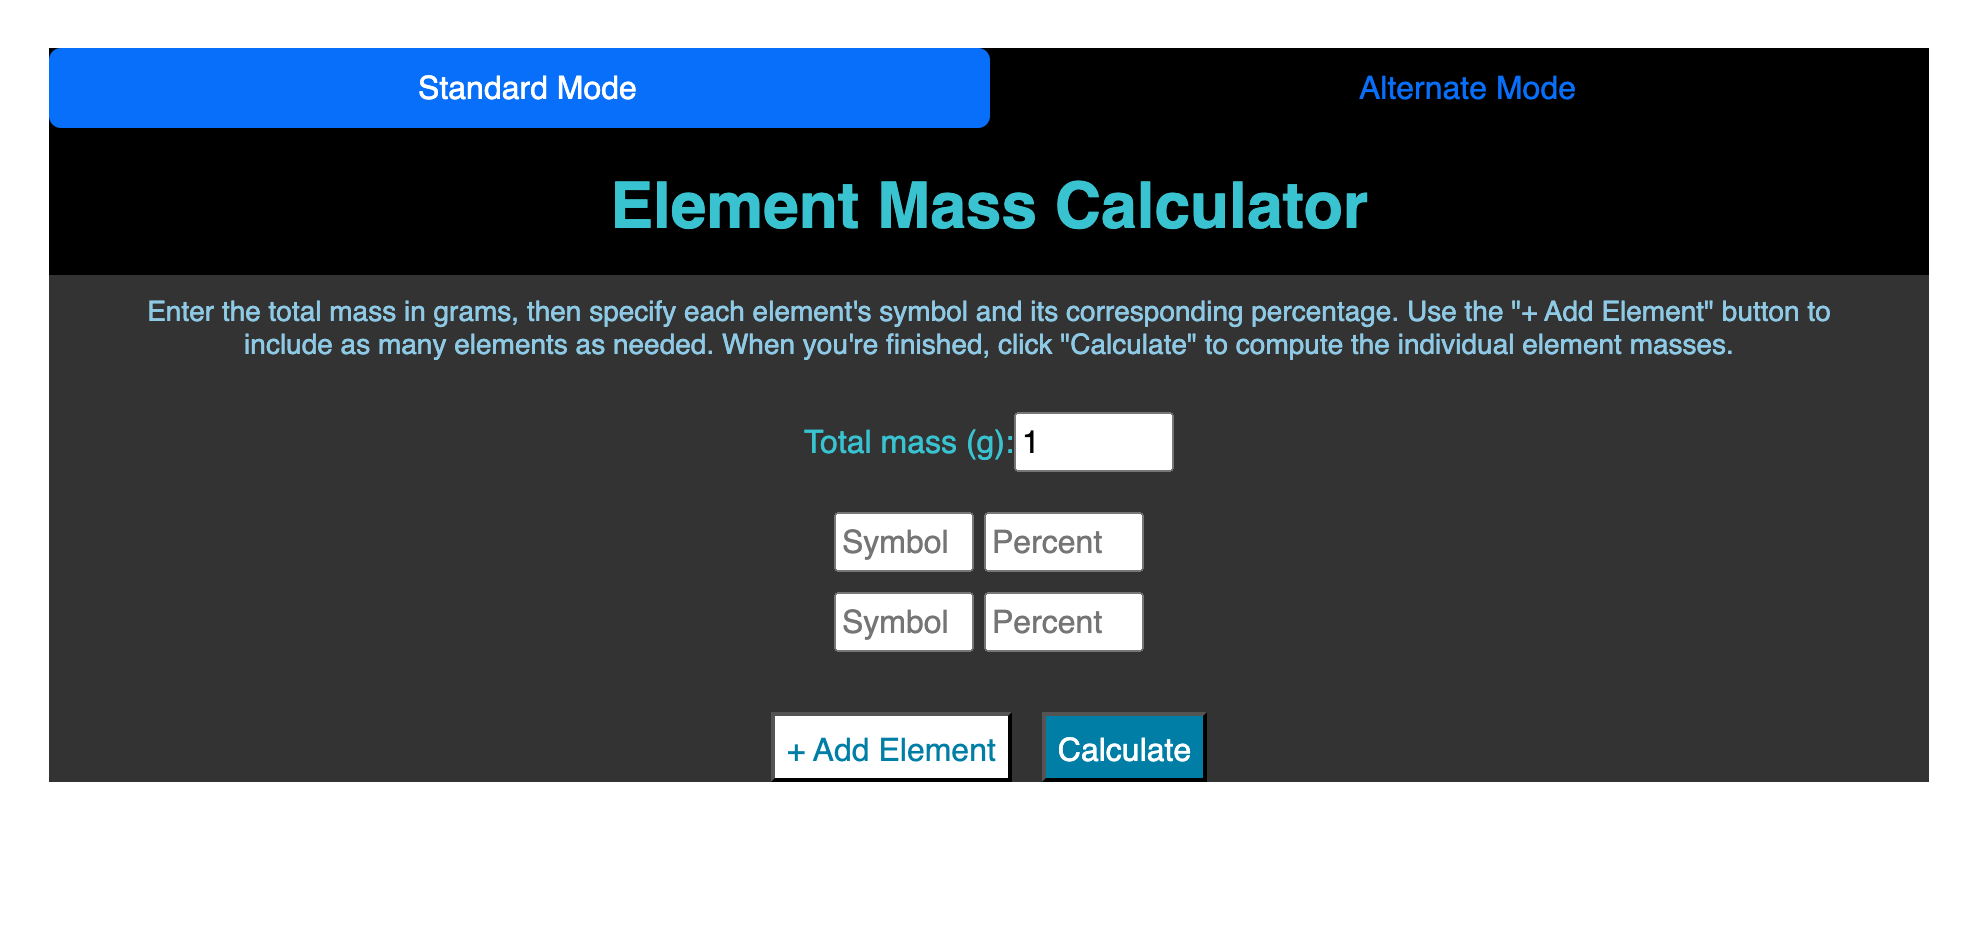 Standard Mode
Alternate Mode
Element Mass Calculator
Enter the total mass in grams, then specify each element's symbol and its corresponding percentage. Use the "+ Add Element" button to
include as many elements as needed. When you're finished, click "Calculate" to compute the individual element masses.
Total mass (g): 1
Symbol Percent
Symbol Percent
+ Add Element Calculate